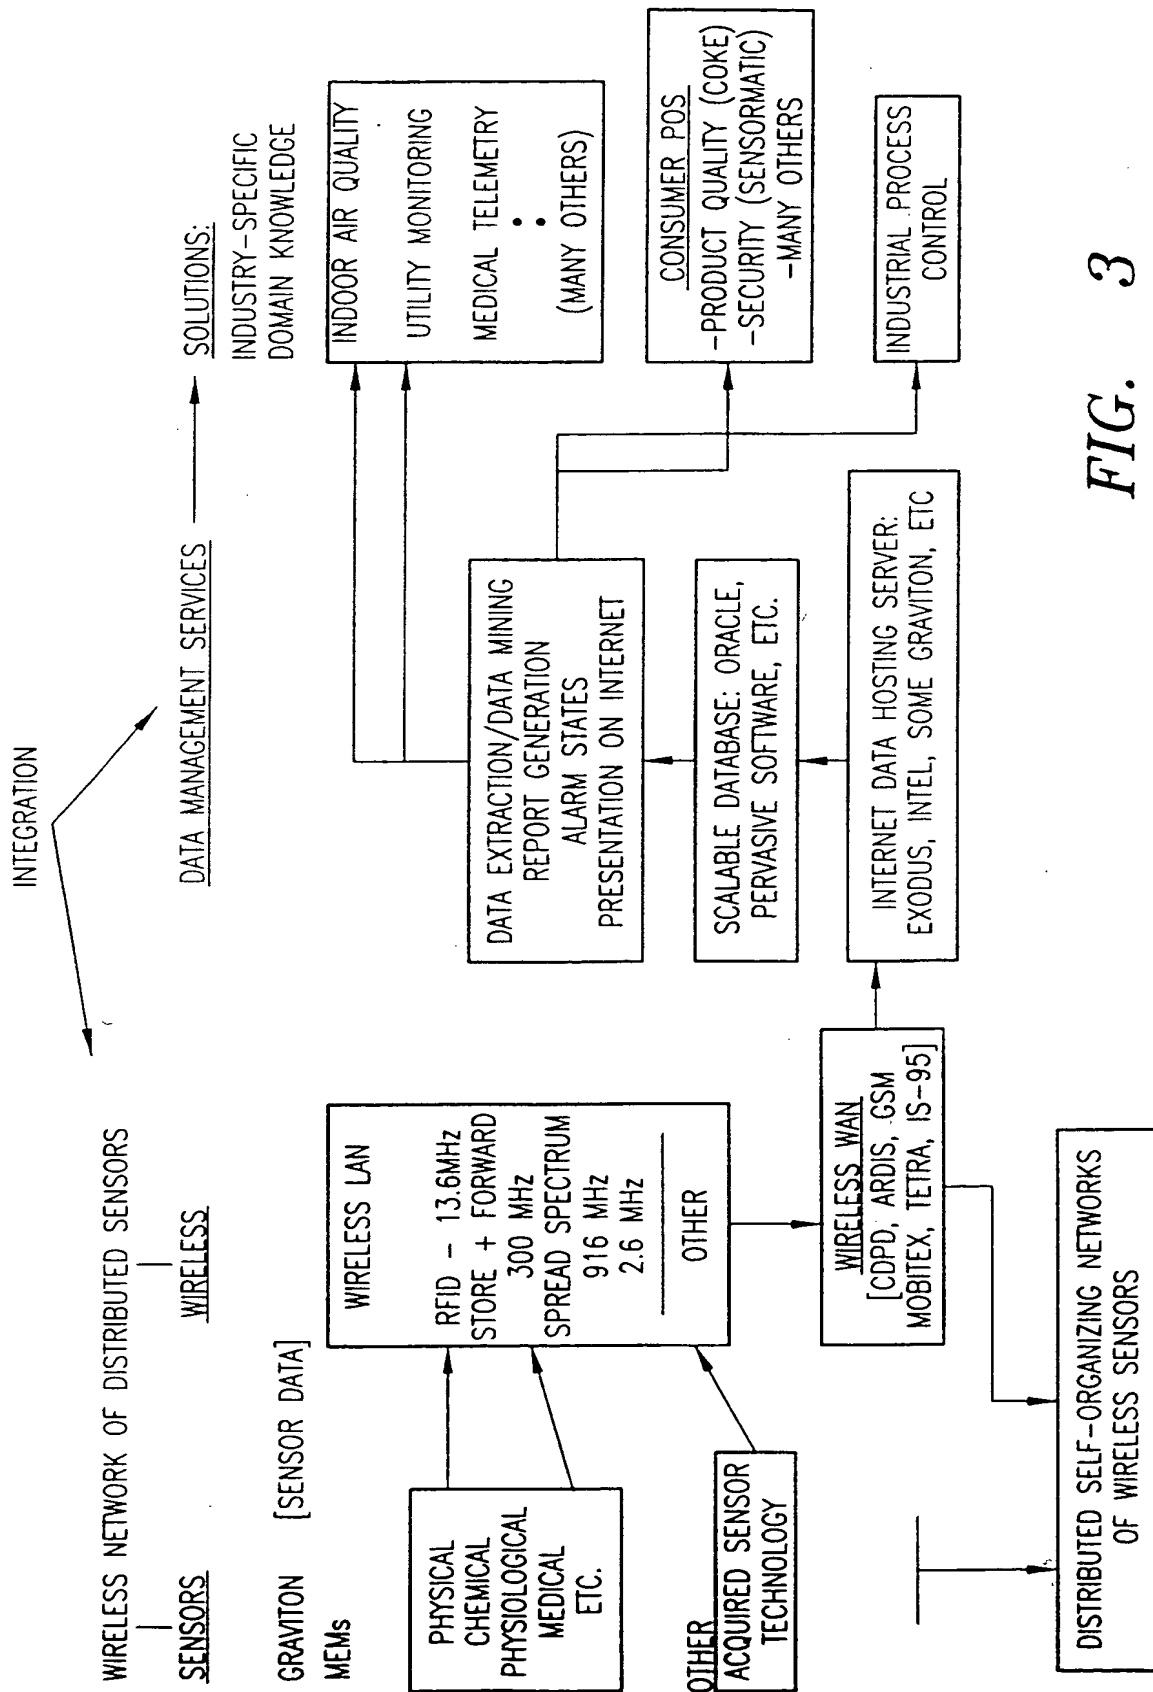 INTEGRATION
WIRELESS NETWORK OF DISTRIBUTED SENSORS
SENSORS
WIRELESS
DATA MANAGEMENT SERVICES
SOLUTIONS:
INDUSTRY-SPECIFIC
DOMAIN KNOWLEDGE
GRAVITON
MEMs
[SENSOR DATA]
PHYSICAL
CHEMICAL
PHYSIOLOGICAL
MEDICAL
ETC.
OTHER
ACQUIRED SENSOR
TECHNOLOGY
WIRELESS LAN
RFID - 13.6MHz
STORE + FORWARD
300 MHz
SPREAD SPECTRUM
916 MHz
2.6 MHz
OTHER
WIRELESS WAN
[CDPD, ARDIS, GSM
MOBITEX, TETRA, IS-95]
DISTRIBUTED SELF-ORGANIZING NETWORKS
OF WIRELESS SENSORS
DATA EXTRACTION/DATA MINING
REPORT GENERATION
ALARM STATES
PRESENTATION ON INTERNET
SCALABLE DATABASE: ORACLE,
PERVASIVE SOFTWARE, ETC.
INTERNET DATA HOSTING SERVER:
EXODUS, INTEL, SOME GRAVITON, ETC
INDOOR AIR QUALITY
UTILITY MONITORING
MEDICAL TELEMETRY
(MANY OTHERS)
CONSUMER POS
-PRODUCT QUALITY (COKE)
-SECURITY (SENSORMATIC)
-MANY OTHERS
INDUSTRIAL PROCESS
CONTROL
FIG. 3